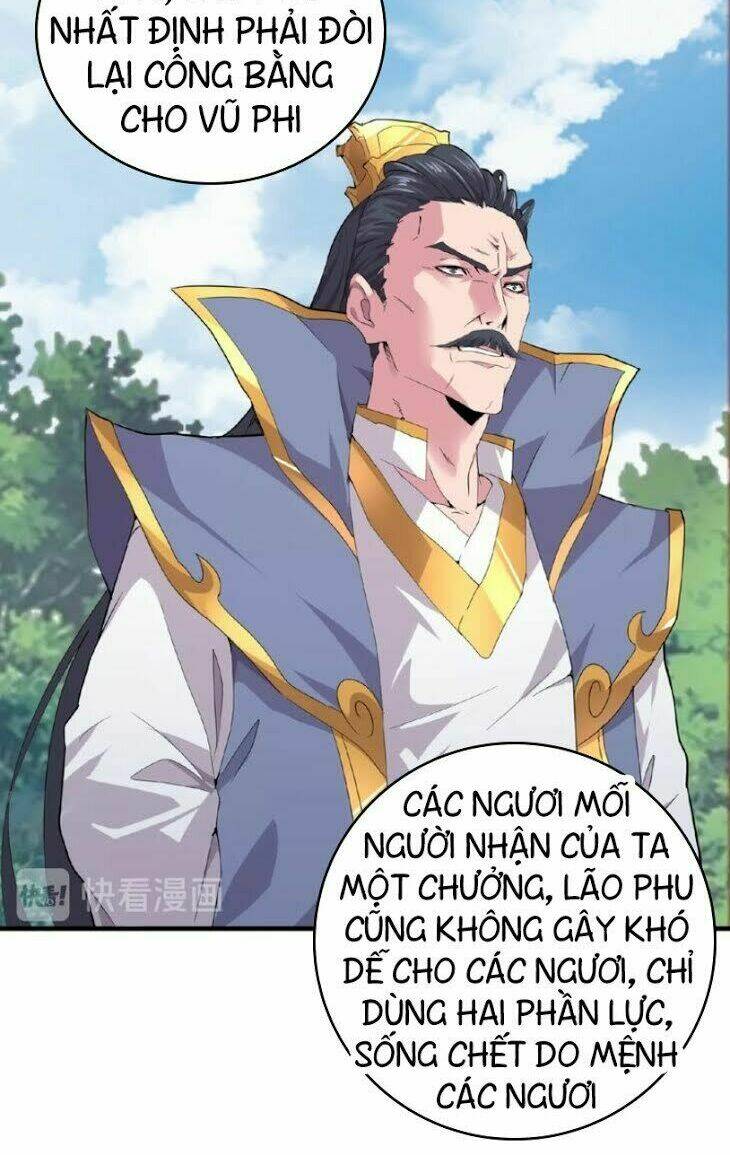 NHẤT ĐỊNH PHẢI ĐÒI
LẠI CÔNG BẰNG
CHO VŨ PHI
快看!
快看漫画
CÁC NGƯƠI MỖI
NGƯỜI NHẬN CỦA TA
MỘT CHƯỞNG, LÃO PHU
CŨNG KHÔNG GÂY KHÓ
DỄ CHO CÁC NGƯƠI, CHỈ
DÙNG HAI PHẦN LỰC,
SỐNG CHẾT DO MỆNH
CÁC NGƯƠI